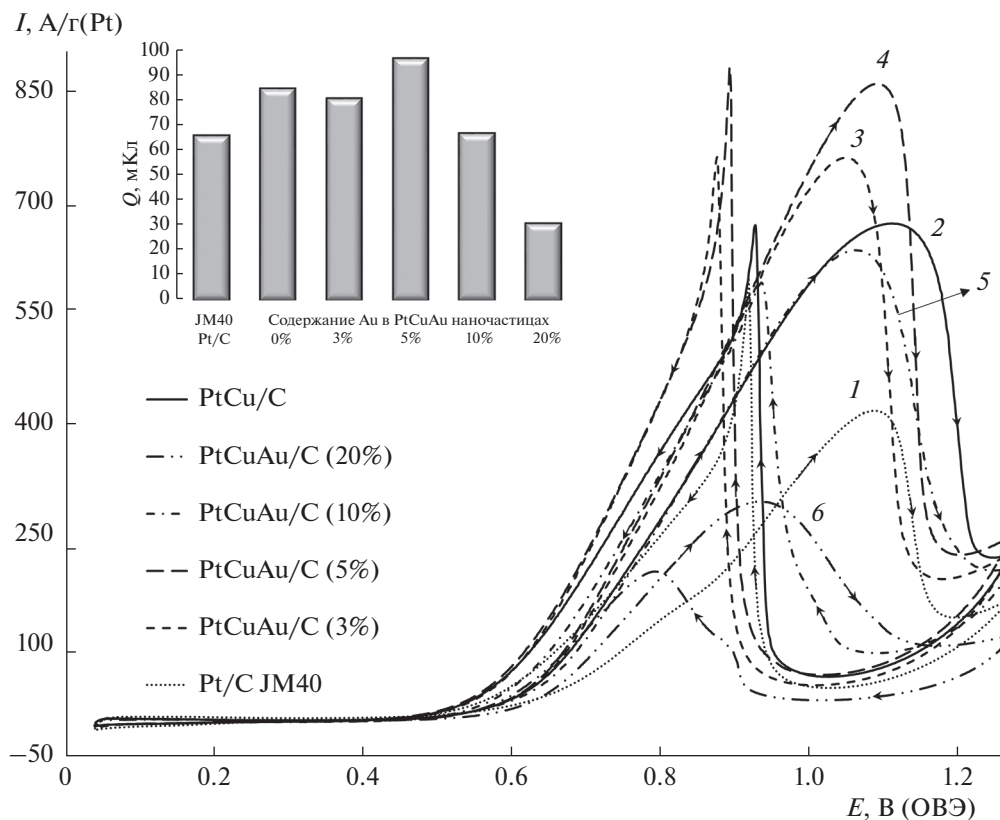 I, А/г(Pt)
850
700
550
400
250
100
–50
0
0.2
0.4
0.6
0.8
1.0
1.2
E, В (ОВЭ)
Q, мКл
100
90
80
70
60
50
40
30
20
10
0
JM40
Pt/C
Содержание Au в PtCuAu наночастицах
0% 3% 5% 10% 20%
PtCu/C
PtCuAu/C (20%)
PtCuAu/C (10%)
PtCuAu/C (5%)
PtCuAu/C (3%)
Pt/C JM40
4
3
2
5
1
6